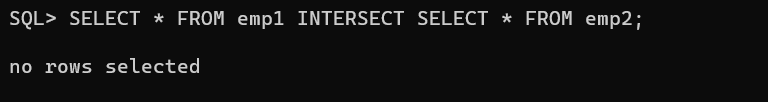 SQL> SELECT * FROM emp1 INTERSECT SELECT * FROM emp2;
no rows selected